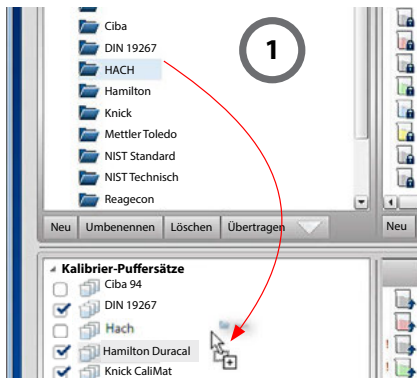 1
Ciba
DIN 19267
HACH
Hamilton
Knick
Mettler Toledo
NIST Standard
NIST Technisch
Reagecon
Neu Umbenennen Löschen Übertragen Neu
Kalibrier-Puffersätze
Ciba 94
DIN 19267
Hach
Hamilton Duracal
Knick CaliMat